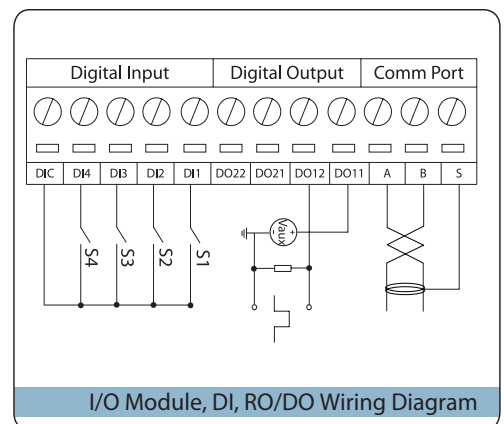 Digital Input Digital Output Comm Port
DIC DI4 DI3 DI2 DI1 DO22 DO21 DO12 DO11 A B S
S4 S3 S2 S1
- Vaux +
I/O Module, DI, RO/DO Wiring Diagram